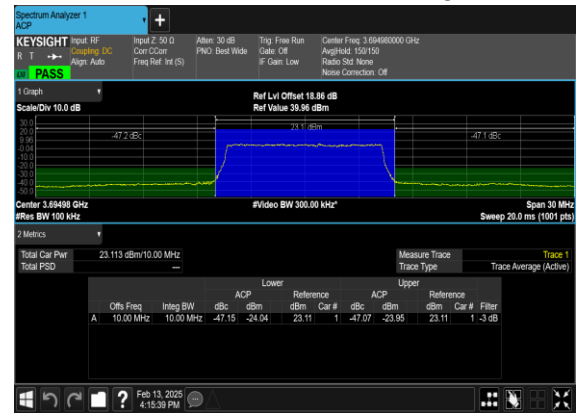 Spectrum Analyzer 1
ACP
KEYSIGHT Input: RF Input Z: 50 Ω Atten: 30 dB Trig: Free Run Center Freq: 3.694980000 GHz
R T Coupling: DC Corr CCorr PNO: Best Wide Gate: Off Avg|Hold: 150/150
Align: Auto Freq Ref: Int (S) IF Gain: Low Radio Std: None
PASS Noise Correction: Off
1 Graph Ref Lvl Offset 18.86 dB
Scale/Div 10.0 dB Ref Value 39.96 dBm
30.0
20.0 23.1 dBm
9.96 -47.2 dBc -47.1 dBc
-0.04
-10.0
-20.0
-30.0
-40.0
-50.0
Center 3.69498 GHz #Video BW 300.00 kHz* Span 30 MHz
#Res BW 100 kHz Sweep 20.0 ms (1001 pts)
2 Metrics
Total Car Pwr 23.113 dBm/10.00 MHz Measure Trace Trace 1
Total PSD --- Trace Type Trace Average (Active)
Lower Upper
ACP Reference ACP Reference
Offs Freq Integ BW dBc dBm dBm Car # dBc dBm dBm Car # Filter
A 10.00 MHz 10.00 MHz -47.15 -24.04 23.11 1 -47.07 -23.95 23.11 1 -3 dB
? Feb 13, 2025
4:15:39 PM